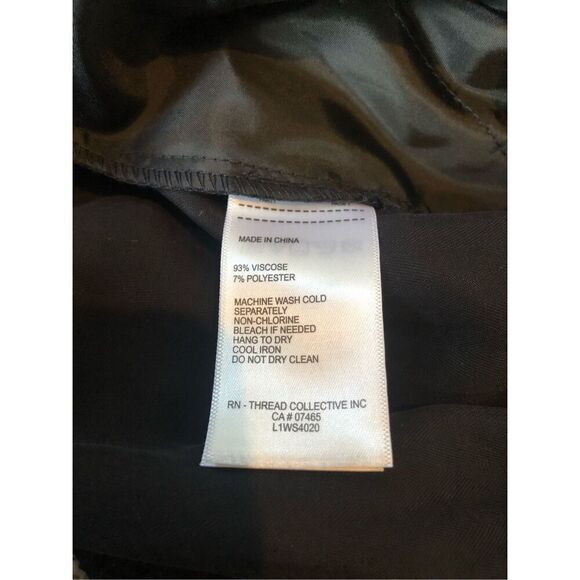 MADE IN CHINA
93% VISCOSE
7% POLYESTER
MACHINE WASH COLD
SEPARATELY
NON-CHLORINE
BLEACH IF NEEDED
HANG TO DRY
COOL IRON
DO NOT DRY CLEAN
RN - THREAD COLLECTIVE INC
CA # 07465
L1WS4020